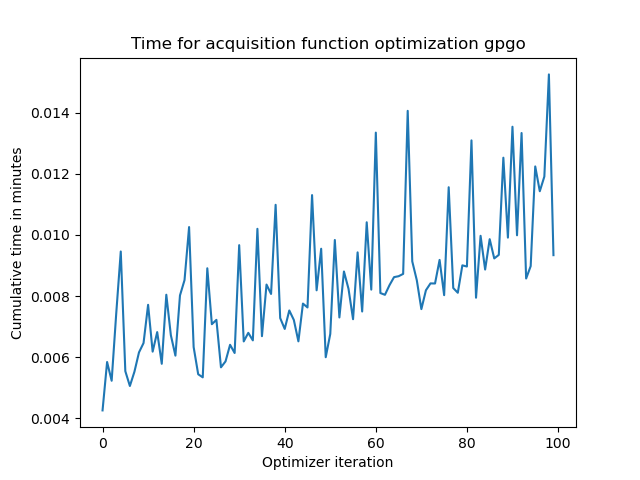 Time for acquisition function optimization gpgo
0.014
0.012
0.010
0.008
0.006
0.004
Cumulative time in minutes
0 20 40 60 80 100
Optimizer iteration